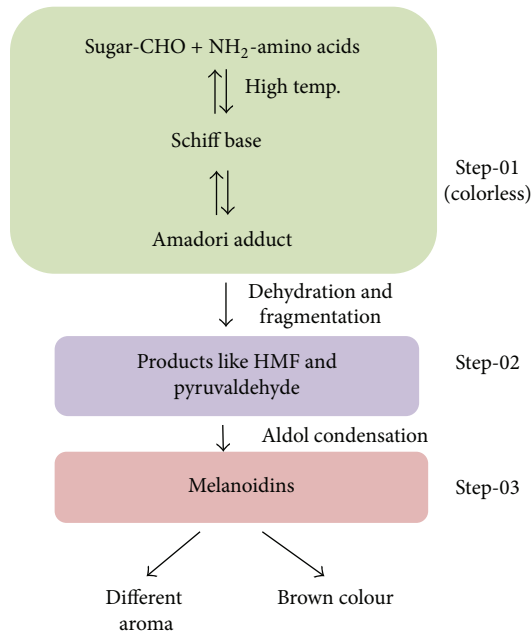 Sugar-CHO + NH₂-amino acids
High temp.
Schiff base
Step-01
(colorless)
Amadori adduct
Dehydration and
fragmentation
Products like HMF and
pyruvaldehyde
Step-02
Aldol condensation
Melanoidins
Step-03
Different
aroma
Brown colour